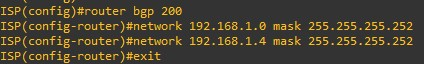 ISP(config)#router bgp 200
ISP(config-router)#network 192.168.1.0 mask 255.255.255.252
ISP(config-router)#network 192.168.1.4 mask 255.255.255.252
ISP(config-router)#exit